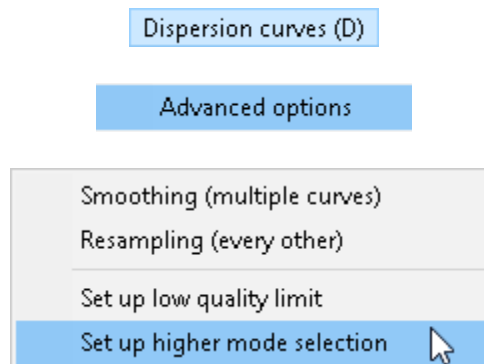 Dispersion curves (D)
Advanced options
Smoothing (multiple curves)
Resampling (every other)
Set up low quality limit
Set up higher mode selection